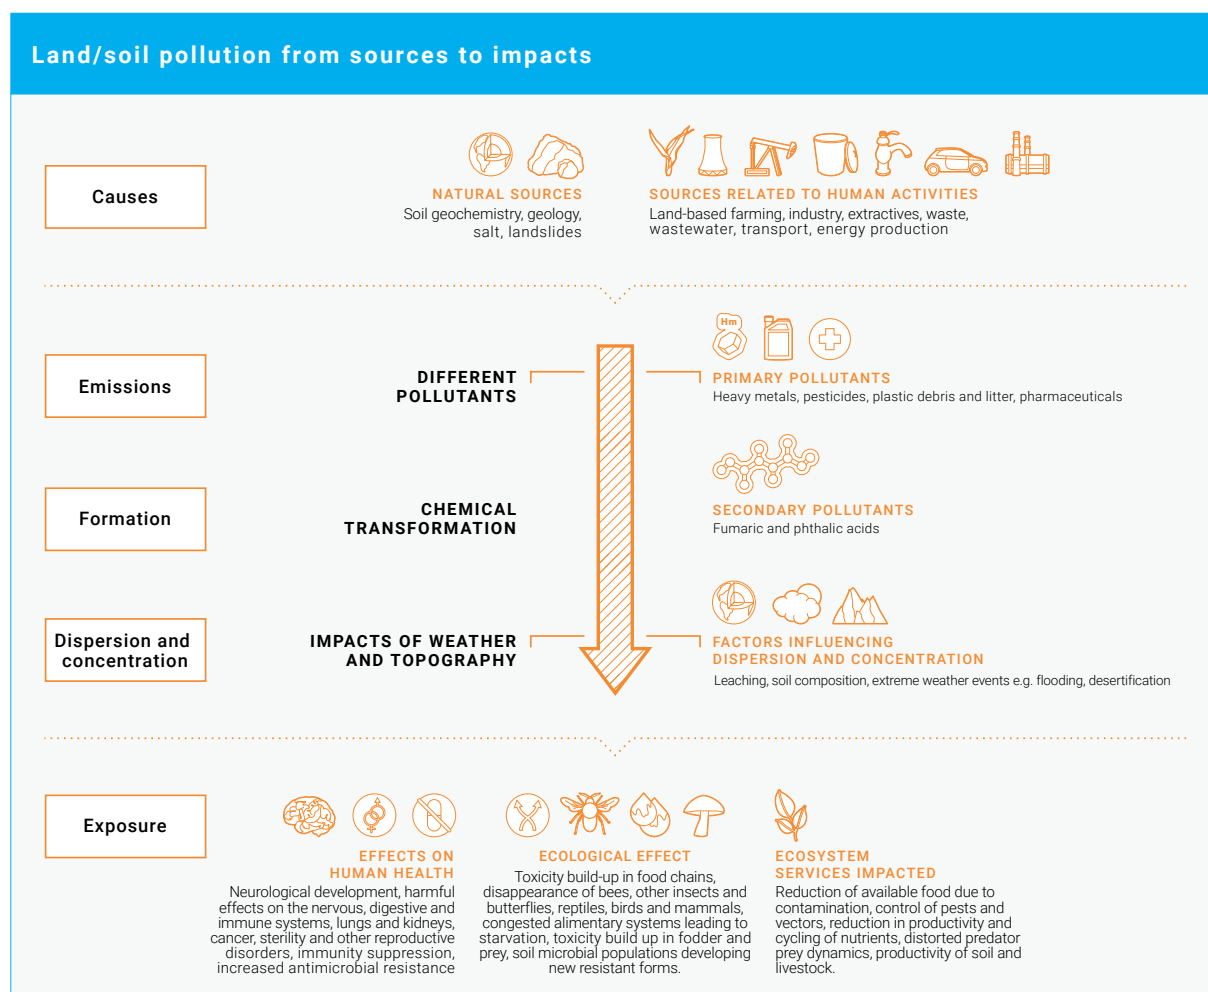 Land/soil pollution from sources to impacts
Causes
NATURAL SOURCES
Soil geochemistry, geology,
salt, landslides
SOURCES RELATED TO HUMAN ACTIVITIES
Land-based farming, industry, extractives, waste,
wastewater, transport, energy production
Emissions
DIFFERENT
POLLUTANTS
Hm
PRIMARY POLLUTANTS
Heavy metals, pesticides, plastic debris and litter, pharmaceuticals
Formation
CHEMICAL
TRANSFORMATION
SECONDARY POLLUTANTS
Fumaric and phthalic acids
Dispersion and
concentration
IMPACTS OF WEATHER
AND TOPOGRAPHY
FACTORS INFLUENCING
DISPERSION AND CONCENTRATION
Leaching, soil composition, extreme weather events e.g. flooding, desertification
Exposure
EFFECTS ON
HUMAN HEALTH
Neurological development, harmful
effects on the nervous, digestive and
immune systems, lungs and kidneys,
cancer, sterility and other reproductive
disorders, immunity suppression,
increased antimicrobial resistance
ECOLOGICAL EFFECT
Toxicity build-up in food chains,
disappearance of bees, other insects and
butterflies, reptiles, birds and mammals,
congested alimentary systems leading to
starvation, toxicity build up in fodder and
prey, soil microbial populations developing
new resistant forms.
ECOSYSTEM
SERVICES IMPACTED
Reduction of available food due to
contamination, control of pests and
vectors, reduction in productivity and
cycling of nutrients, distorted predator
prey dynamics, productivity of soil and
livestock.